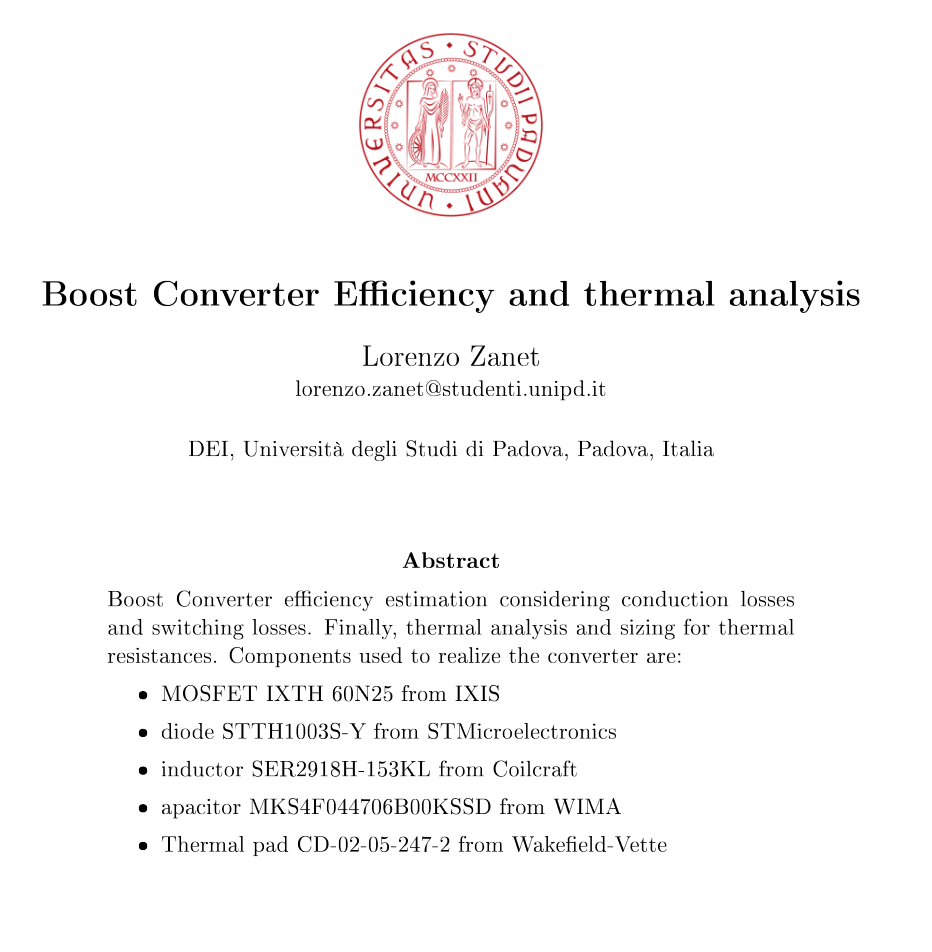 UNIVERSITAS • STUDII PADUANI •
MCCXXII
Boost Converter Efficiency and thermal analysis
Lorenzo Zanet
lorenzo.zanet@studenti.unipd.it
DEI, Università degli Studi di Padova, Padova, Italia
Abstract
Boost Converter efficiency estimation considering conduction losses
and switching losses. Finally, thermal analysis and sizing for thermal
resistances. Components used to realize the converter are:
• MOSFET IXTH 60N25 from IXIS
• diode STTH1003S-Y from STMicroelectronics
• inductor SER2918H-153KL from Coilcraft
• apacitor MKS4F044706B00KSSD from WIMA
• Thermal pad CD-02-05-247-2 from Wakefield-Vette